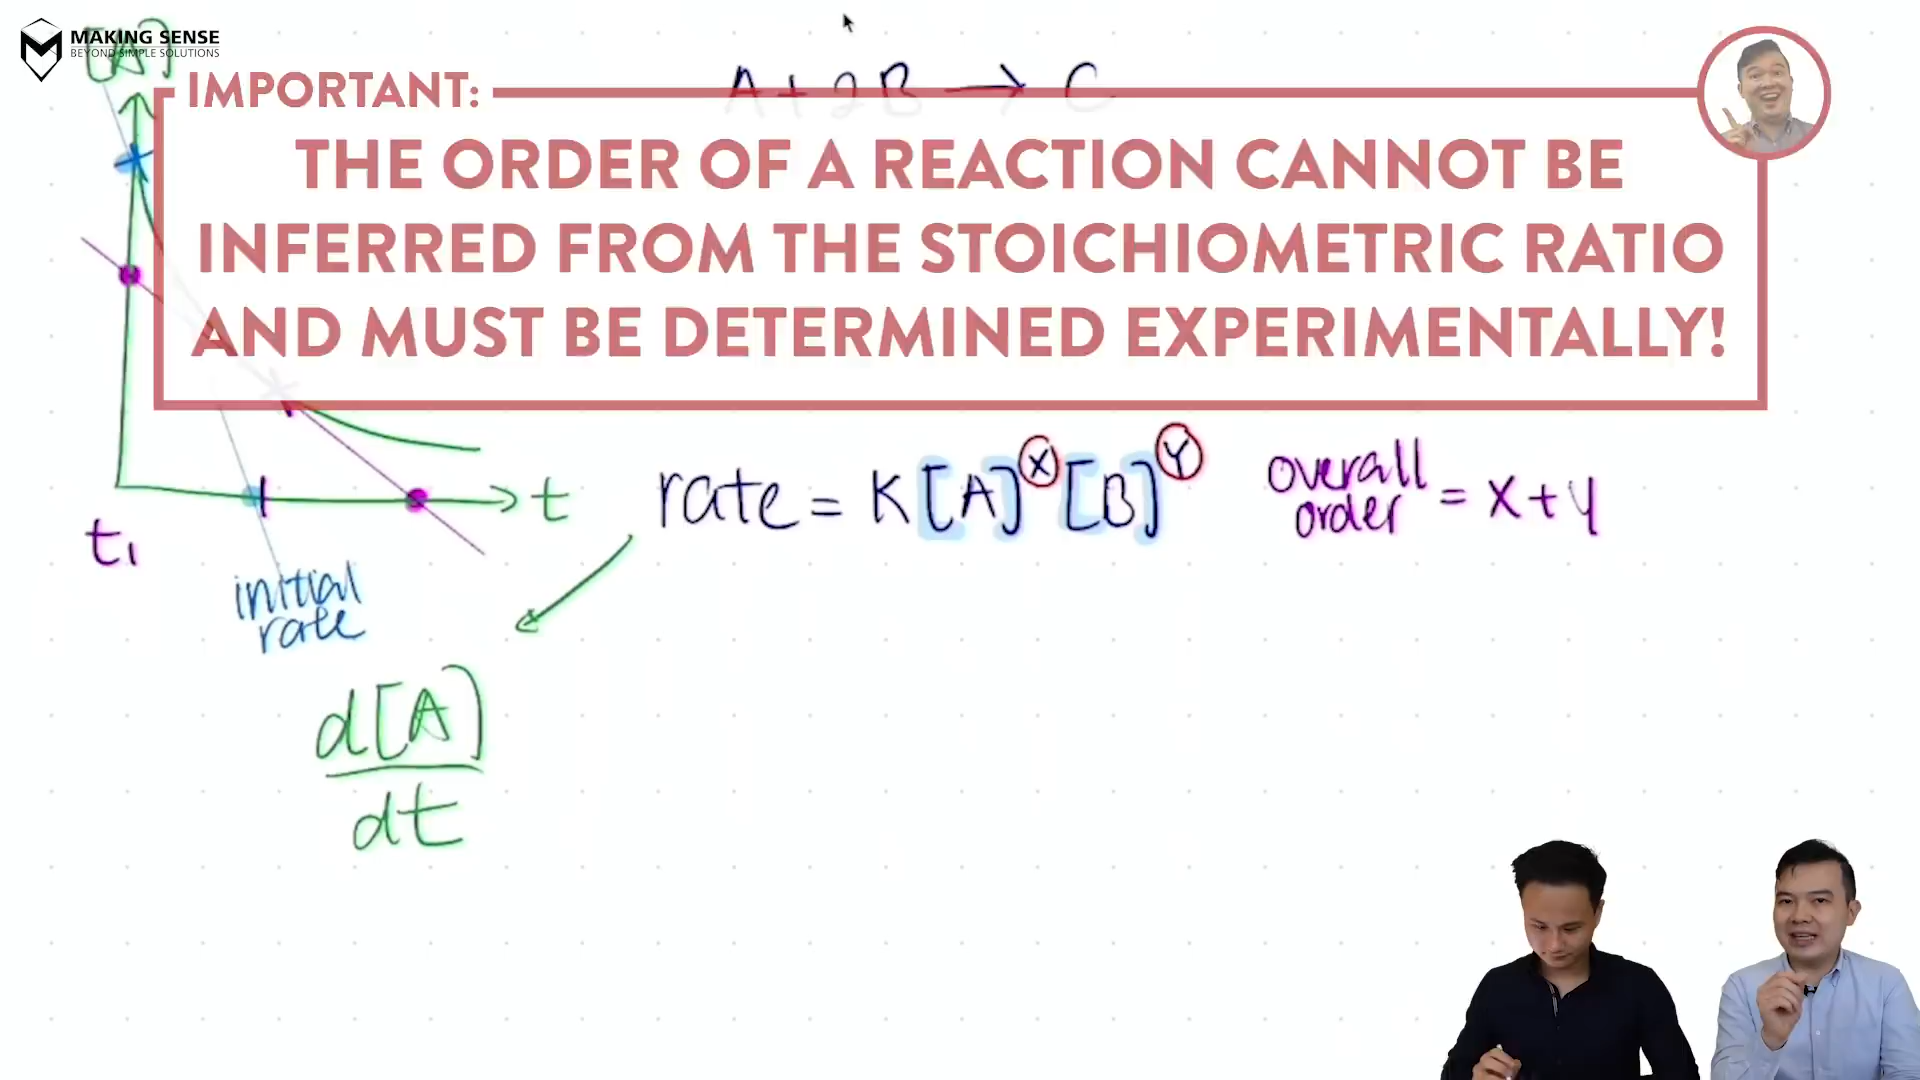 MAKING SENSE
BEYOND SIMPLE SOLUTIONS
[A]
A + 2B → C
IMPORTANT:
THE ORDER OF A REACTION CANNOT BE
INFERRED FROM THE STOICHIOMETRIC RATIO
AND MUST BE DETERMINED EXPERIMENTALLY!
rate = K[A]^X [B]^Y
overall order = x + y
t
t₁
initial
rate
d[A]
dt